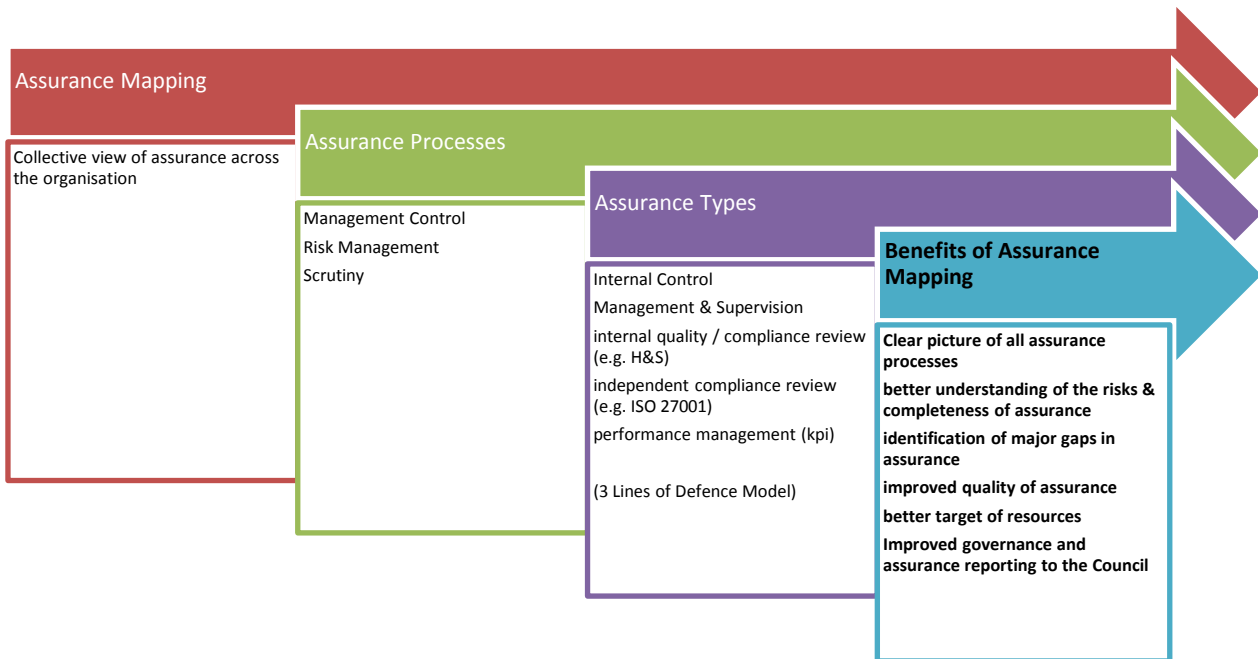 Assurance Mapping
Collective view of assurance across
the organisation
Assurance Processes
Management Control
Risk Management
Scrutiny
Assurance Types
Internal Control
Management & Supervision
internal quality / compliance review
(e.g. H&S)
independent compliance review
(e.g. ISO 27001)
performance management (kpi)
(3 Lines of Defence Model)
Benefits of Assurance
Mapping
Clear picture of all assurance
processes
better understanding of the risks &
completeness of assurance
identification of major gaps in
assurance
improved quality of assurance
better target of resources
Improved governance and
assurance reporting to the Council